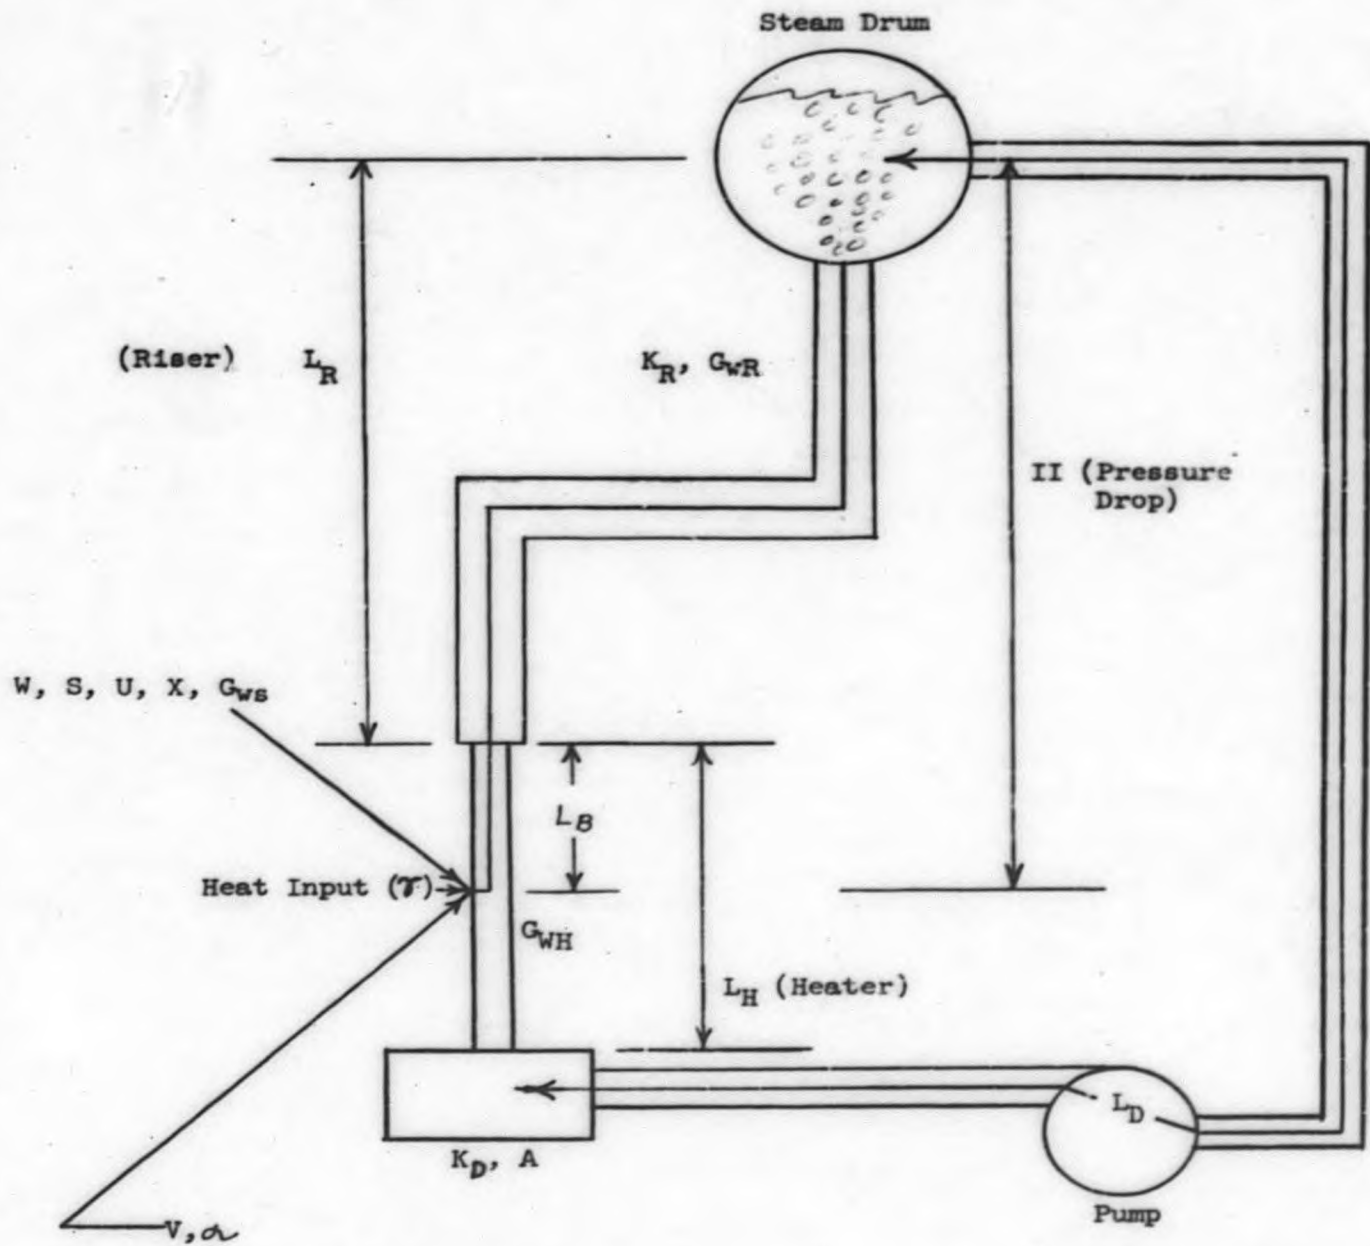 Steam Drum
(Riser) L_R
K_R, G_WR
II (Pressure
Drop)
W, S, U, X, G_WS
L_B
Heat Input (γ)
G_WH
L_H (Heater)
L_D
K_D, A
V, α
Pump